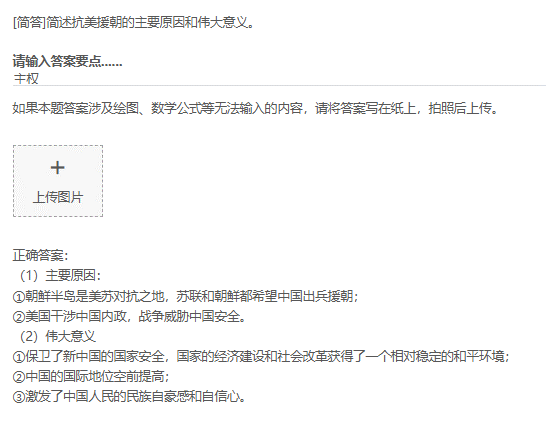 [简答]简述抗美援朝的主要原因和伟大意义。
请输入答案要点......
主权
如果本题答案涉及绘图、数学公式等无法输入的内容，请将答案写在纸上，拍照后上传。
+
上传图片
正确答案：
（1）主要原因：
①朝鲜半岛是美苏对抗之地，苏联和朝鲜都希望中国出兵援朝；
②美国干涉中国内政，战争威胁中国安全。
（2）伟大意义
①保卫了新中国的国家安全，国家的经济建设和社会改革获得了一个相对稳定的和平环境；
②中国的国际地位空前提高；
③激发了中国人民的民族自豪感和自信心。